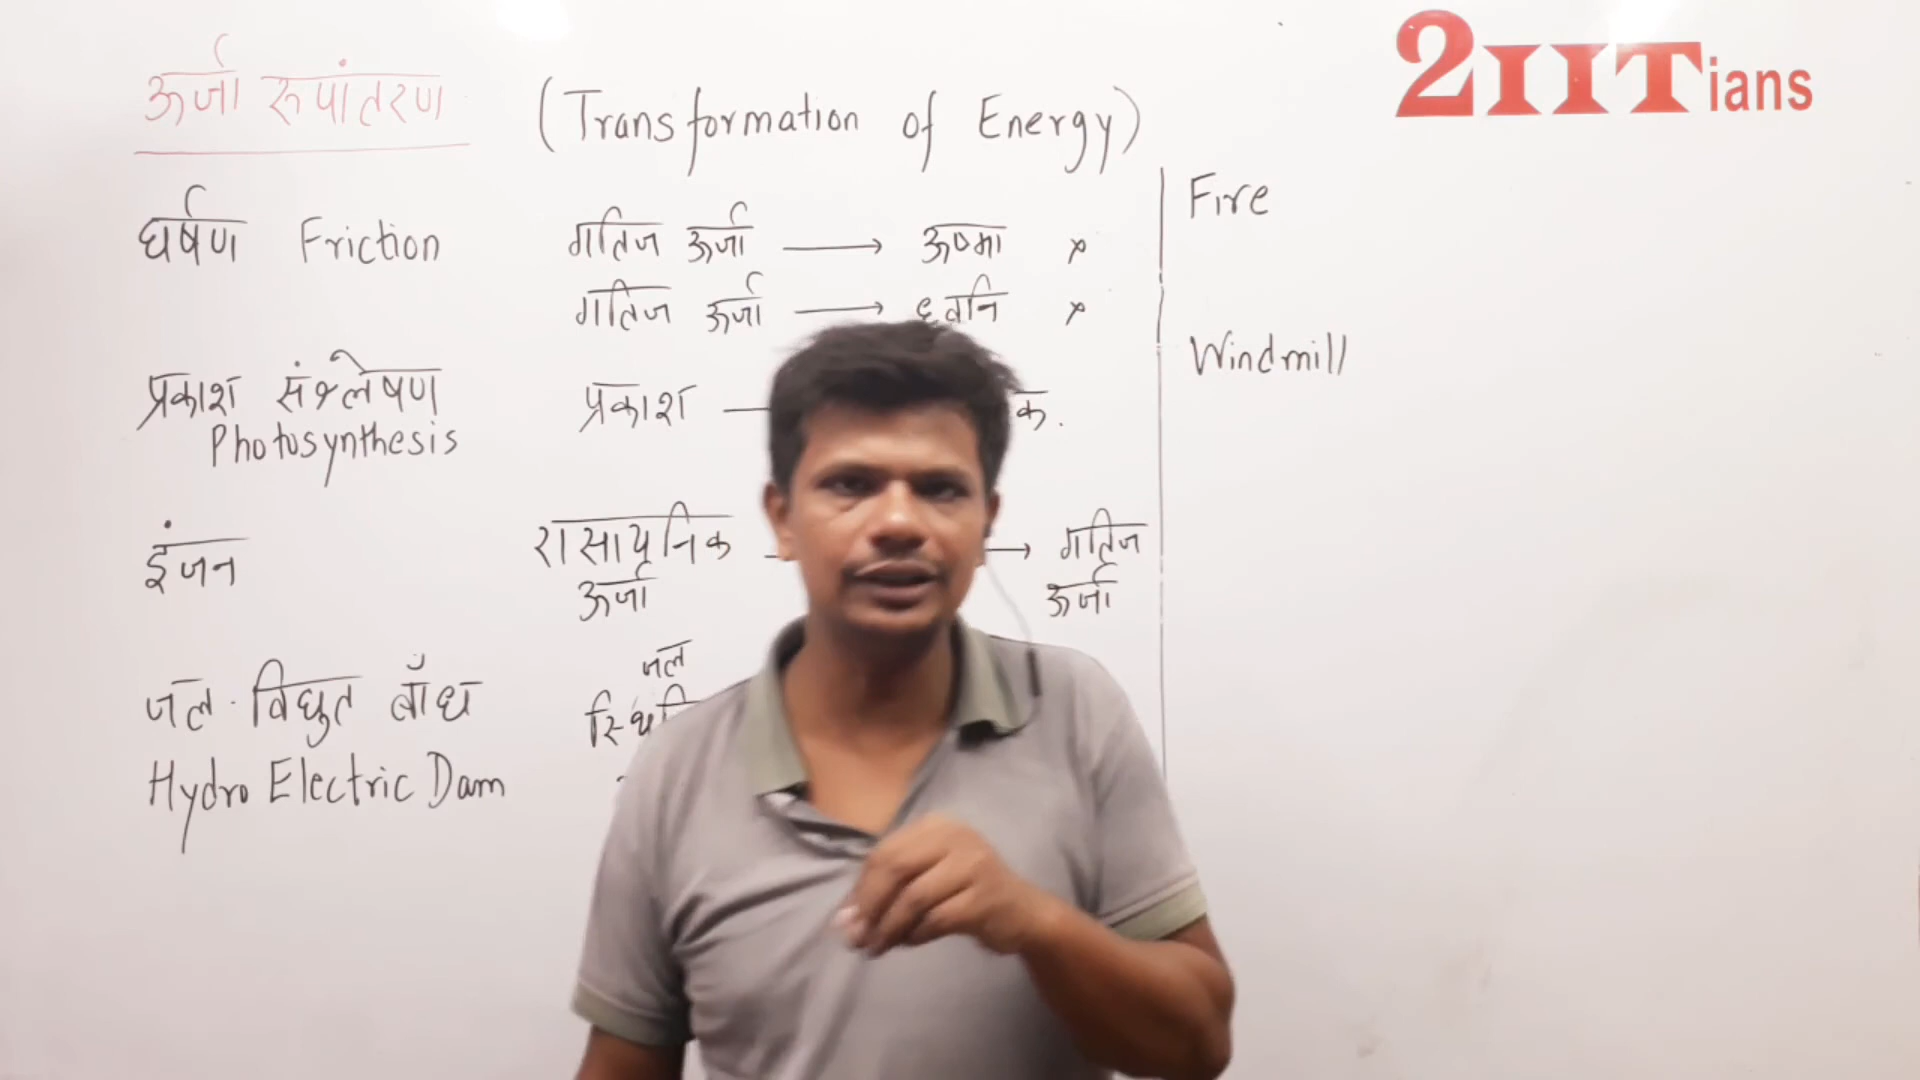 ऊर्जा रूपांतरण (Transformation of Energy)
2IITians
घर्षण Friction गतिज ऊर्जा → ऊष्मा ×
गतिज ऊर्जा → ध्वनि ×
प्रकाश संश्लेषण प्रकाश
Photosynthesis
इंजन रासायनिक → गतिज
ऊर्जा ऊर्जा
जल
जल विद्युत बाँध
Hydro Electric Dam
Fire
Windmill